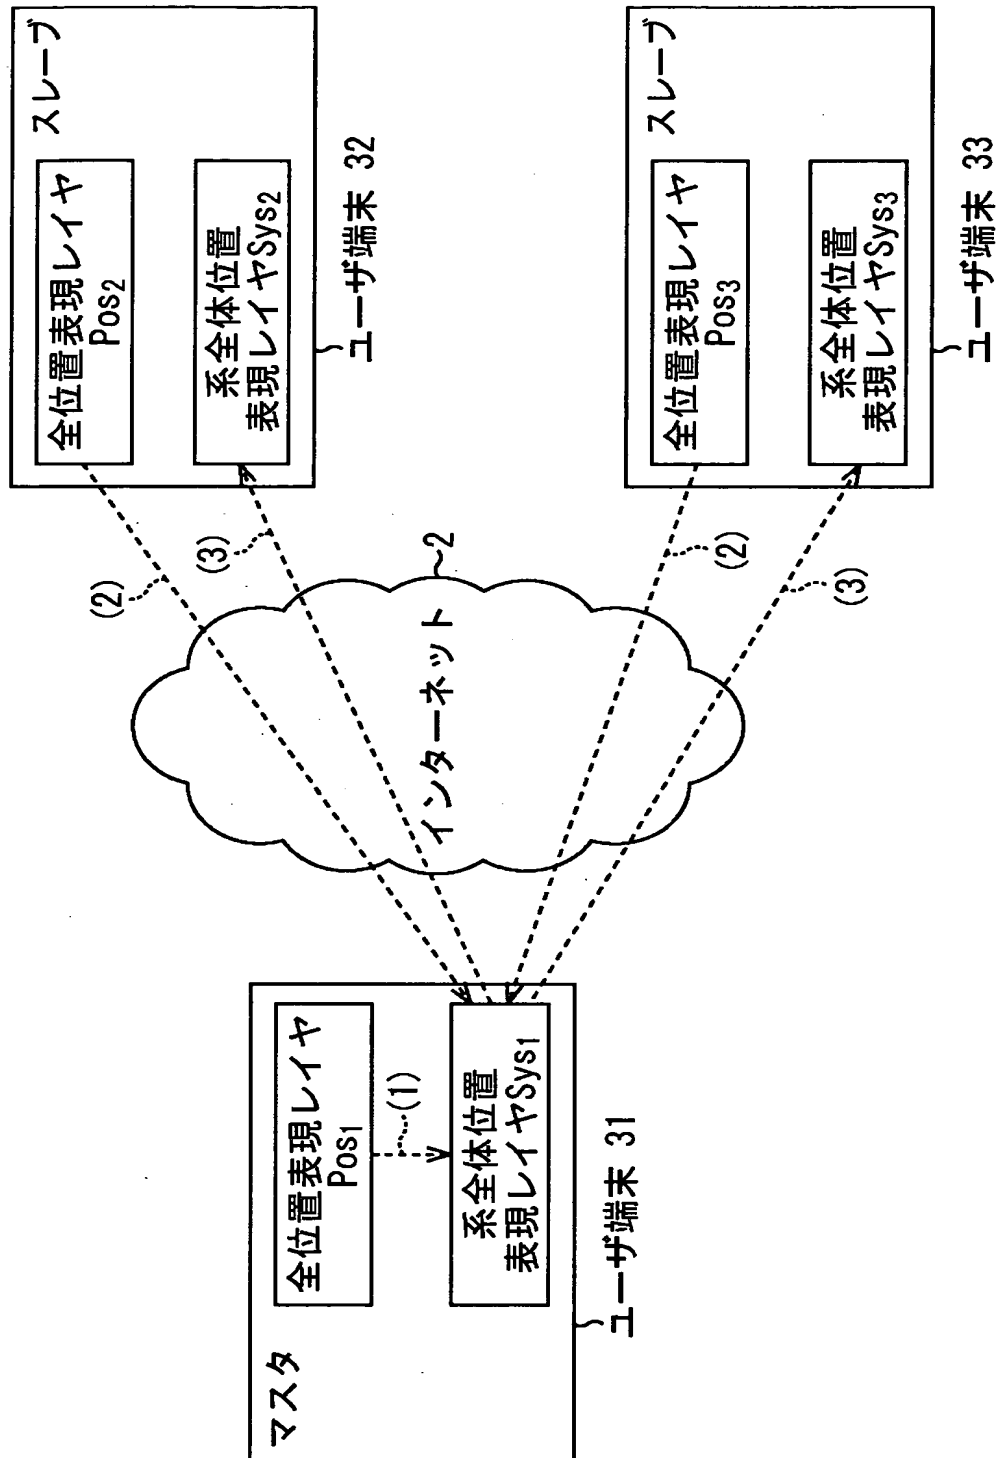 マスタ
全位置表現レイヤ
Pos1
(1)
系全体位置
表現レイヤSys1
ユーザ端末 31
インターネット
2
(2)
(3)
(2)
(3)
スレーブ
全位置表現レイヤ
Pos2
系全体位置
表現レイヤSys2
ユーザ端末 32
スレーブ
全位置表現レイヤ
Pos3
系全体位置
表現レイヤSys3
ユーザ端末 33